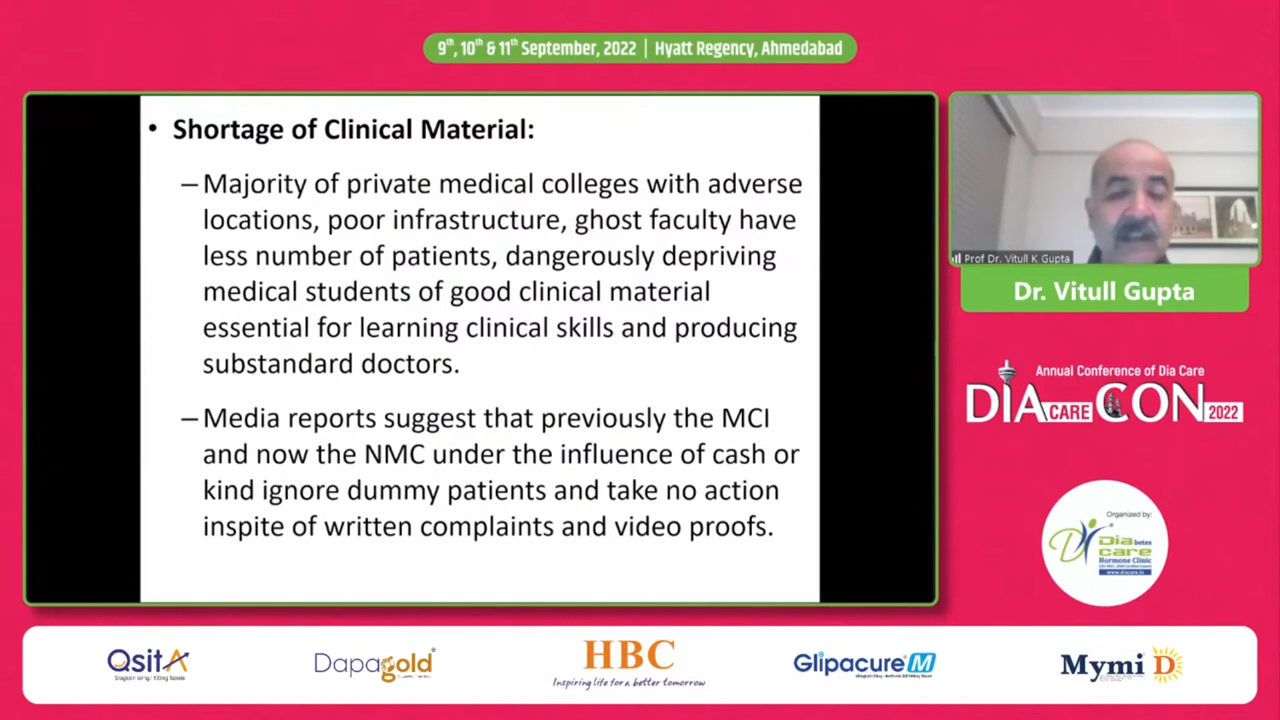 9th, 10th & 11th September, 2022 | Hyatt Regency, Ahmedabad
• Shortage of Clinical Material:
– Majority of private medical colleges with adverse
locations, poor infrastructure, ghost faculty have
less number of patients, dangerously depriving
medical students of good clinical material
essential for learning clinical skills and producing
substandard doctors.
– Media reports suggest that previously the MCI
and now the NMC under the influence of cash or
kind ignore dummy patients and take no action
inspite of written complaints and video proofs.
Prof Dr. Vitull K Gupta
Dr. Vitull Gupta
Annual Conference of Dia Care
DIA CARE CON 2022
Organized by:
Diabetes
care
Hormone Clinic
www.diacare.in
QsitA
Dapagold
HBC
Inspiring life for a better tomorrow
Glipacure M
Mymi D